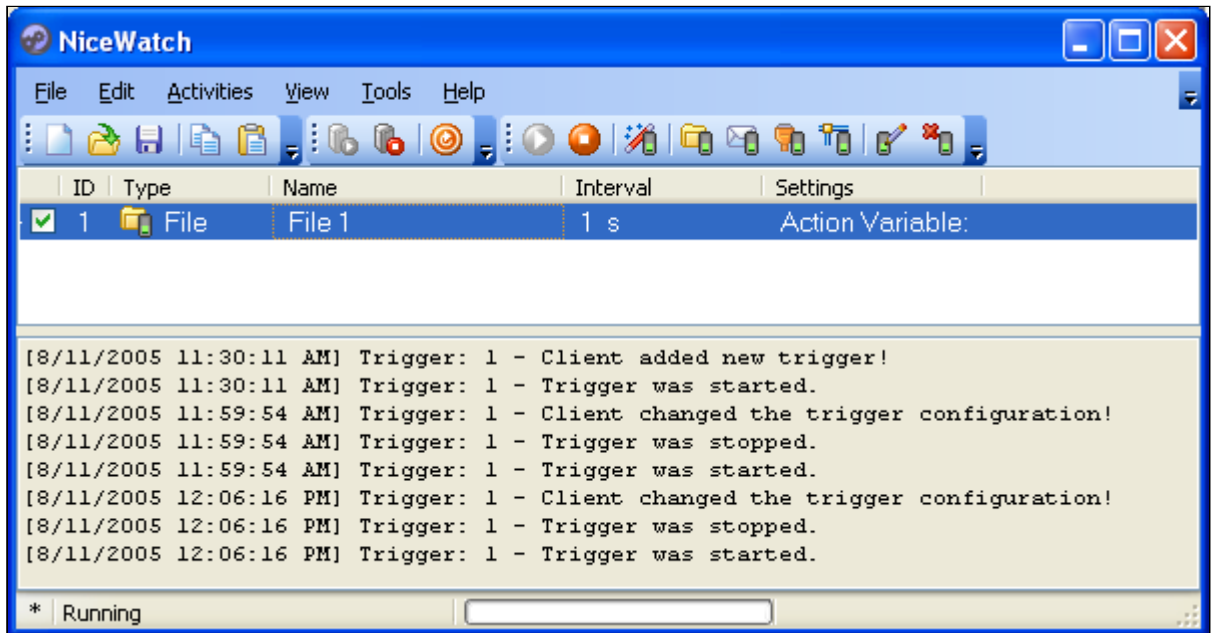 NiceWatch
File Edit Activities View Tools Help
ID Type Name Interval Settings
1 File File 1 1 s Action Variable:
[8/11/2005 11:30:11 AM] Trigger: 1 - Client added new trigger!
[8/11/2005 11:30:11 AM] Trigger: 1 - Trigger was started.
[8/11/2005 11:59:54 AM] Trigger: 1 - Client changed the trigger configuration!
[8/11/2005 11:59:54 AM] Trigger: 1 - Trigger was stopped.
[8/11/2005 11:59:54 AM] Trigger: 1 - Trigger was started.
[8/11/2005 12:06:16 PM] Trigger: 1 - Client changed the trigger configuration!
[8/11/2005 12:06:16 PM] Trigger: 1 - Trigger was stopped.
[8/11/2005 12:06:16 PM] Trigger: 1 - Trigger was started.
* Running